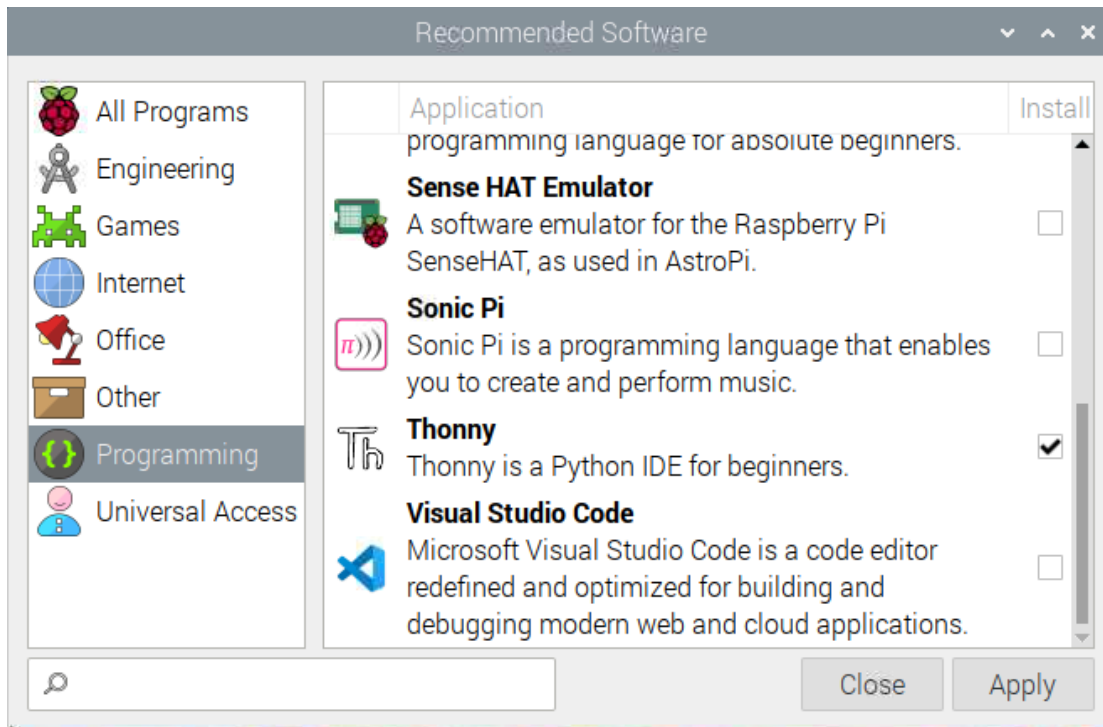 Recommended Software
All Programs
Engineering
Games
Internet
Office
Other
Programming
Universal Access
Application Install
programming language for absolute beginners.
Sense HAT Emulator
A software emulator for the Raspberry Pi
SenseHAT, as used in AstroPi.
Sonic Pi
π)))
Sonic Pi is a programming language that enables
you to create and perform music.
Th
Thonny
Thonny is a Python IDE for beginners.
Visual Studio Code
Microsoft Visual Studio Code is a code editor
redefined and optimized for building and
debugging modern web and cloud applications.
Close Apply